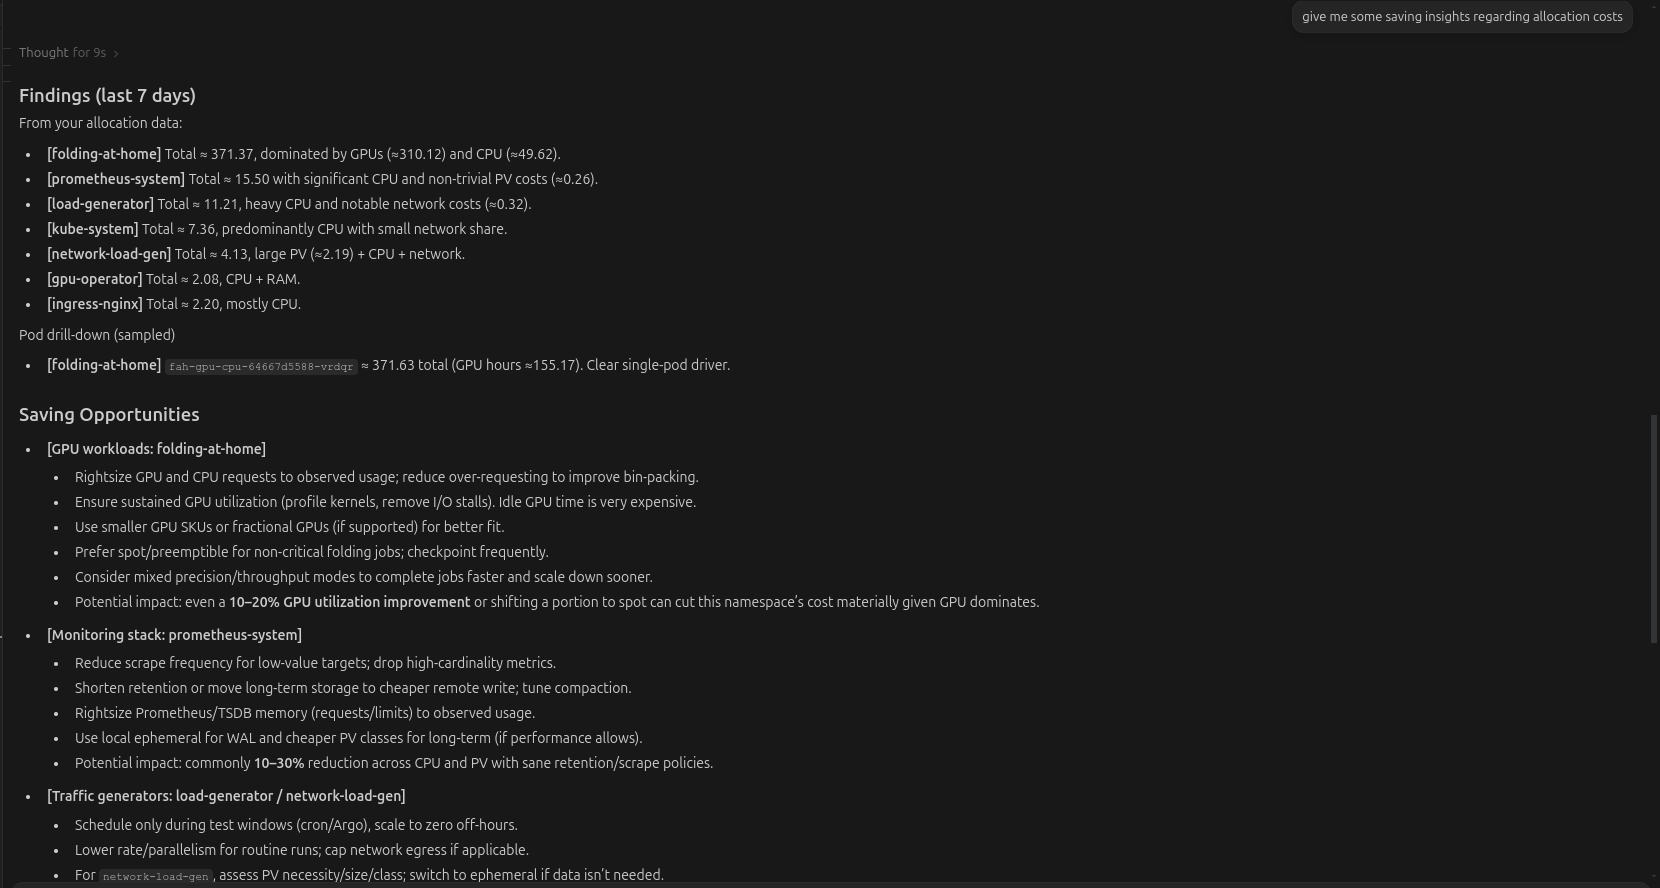 give me some saving insights regarding allocation costs
Thought for 9s >
Findings (last 7 days)
From your allocation data:
• [folding-at-home] Total ≈ 371.37, dominated by GPUs (≈310.12) and CPU (≈49.62).
• [prometheus-system] Total ≈ 15.50 with significant CPU and non-trivial PV costs (≈0.26).
• [load-generator] Total ≈ 11.21, heavy CPU and notable network costs (≈0.32).
• [kube-system] Total ≈ 7.36, predominantly CPU with small network share.
• [network-load-gen] Total ≈ 4.13, large PV (≈2.19) + CPU + network.
• [gpu-operator] Total ≈ 2.08, CPU + RAM.
• [ingress-nginx] Total ≈ 2.20, mostly CPU.
Pod drill-down (sampled)
• [folding-at-home] fah-gpu-cpu-64667d5588-vrdqr ≈ 371.63 total (GPU hours ≈155.17). Clear single-pod driver.
Saving Opportunities
• [GPU workloads: folding-at-home]
• Rightsize GPU and CPU requests to observed usage; reduce over-requesting to improve bin-packing.
• Ensure sustained GPU utilization (profile kernels, remove I/O stalls). Idle GPU time is very expensive.
• Use smaller GPU SKUs or fractional GPUs (if supported) for better fit.
• Prefer spot/preemptible for non-critical folding jobs; checkpoint frequently.
• Consider mixed precision/throughput modes to complete jobs faster and scale down sooner.
• Potential impact: even a 10–20% GPU utilization improvement or shifting a portion to spot can cut this namespace’s cost materially given GPU dominates.
• [Monitoring stack: prometheus-system]
• Reduce scrape frequency for low-value targets; drop high-cardinality metrics.
• Shorten retention or move long-term storage to cheaper remote write; tune compaction.
• Rightsize Prometheus/TSDB memory (requests/limits) to observed usage.
• Use local ephemeral for WAL and cheaper PV classes for long-term (if performance allows).
• Potential impact: commonly 10–30% reduction across CPU and PV with sane retention/scrape policies.
• [Traffic generators: load-generator / network-load-gen]
• Schedule only during test windows (cron/Argo), scale to zero off-hours.
• Lower rate/parallelism for routine runs; cap network egress if applicable.
• For network-load-gen, assess PV necessity/size/class; switch to ephemeral if data isn’t needed.